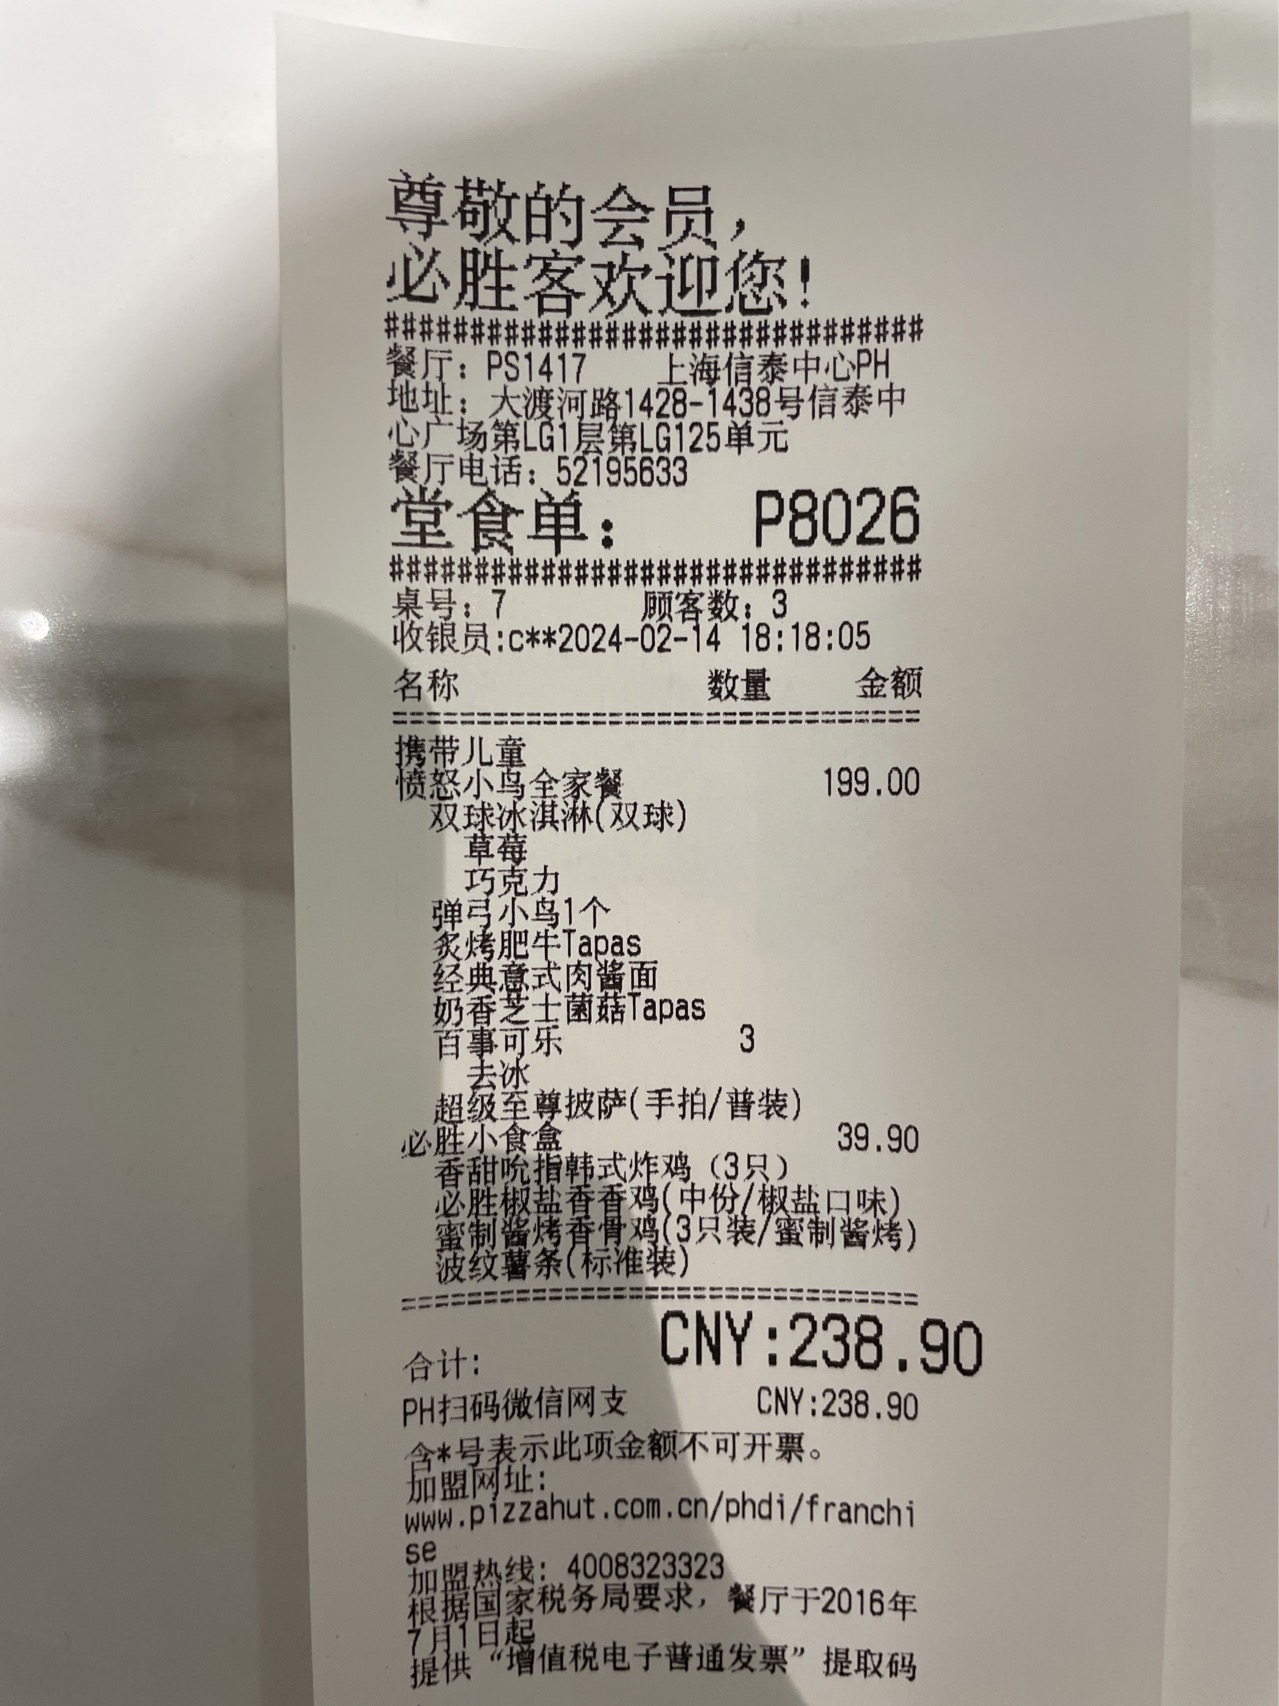 尊敬的会员，
必胜客欢迎您!
################################
餐厅：PS1417 上海信泰中心PH
地址：大渡河路1428-1438号信泰中
心广场第LG1层第LG125单元
餐厅电话：52195633
堂食单： P8026
################################
桌号：7 顾客数：3
收银员:c**2024-02-14 18:18:05
名称 数量 金额
================================
携带儿童
愤怒小鸟全家餐 199.00
双球冰淇淋(双球)
草莓
巧克力
弹弓小鸟1个
炙烤肥牛Tapas
经典意式肉酱面
奶香芝士菌菇Tapas
百事可乐 3
去冰
超级至尊披萨(手拍/普装)
必胜小食盒 39.90
香甜吮指韩式炸鸡（3只）
必胜椒盐香香鸡(中份/椒盐口味)
蜜制酱烤香骨鸡(3只装/蜜制酱烤)
波纹薯条(标准装)
================================
合计: CNY:238.90
PH扫码微信网支 CNY:238.90
含*号表示此项金额不可开票。
加盟网址:
www.pizzahut.com.cn/phdi/franchi
se
加盟热线: 4008323323
根据国家税务局要求，餐厅于2016年
7月1日起
提供“增值税电子普通发票”提取码